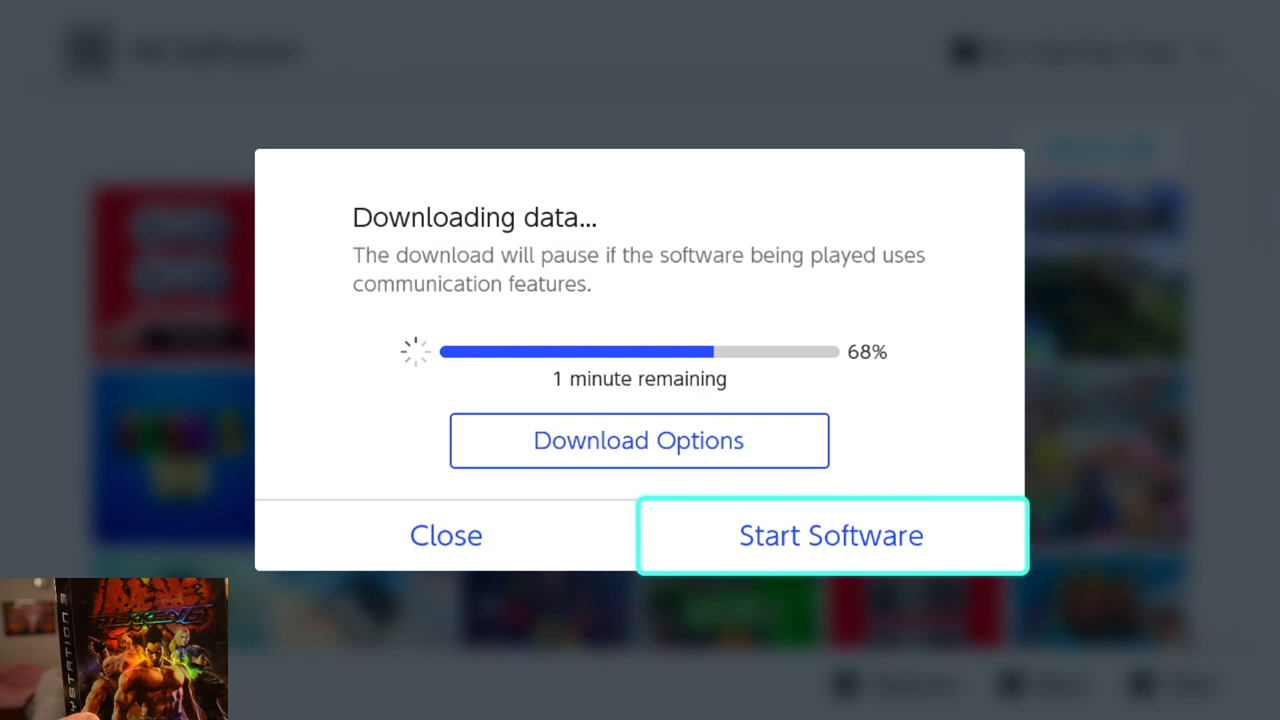 Downloading data...
The download will pause if the software being played uses
communication features.
68%
1 minute remaining
Download Options
Close
Start Software
TEKKEN 6
PLAYSTATION 3